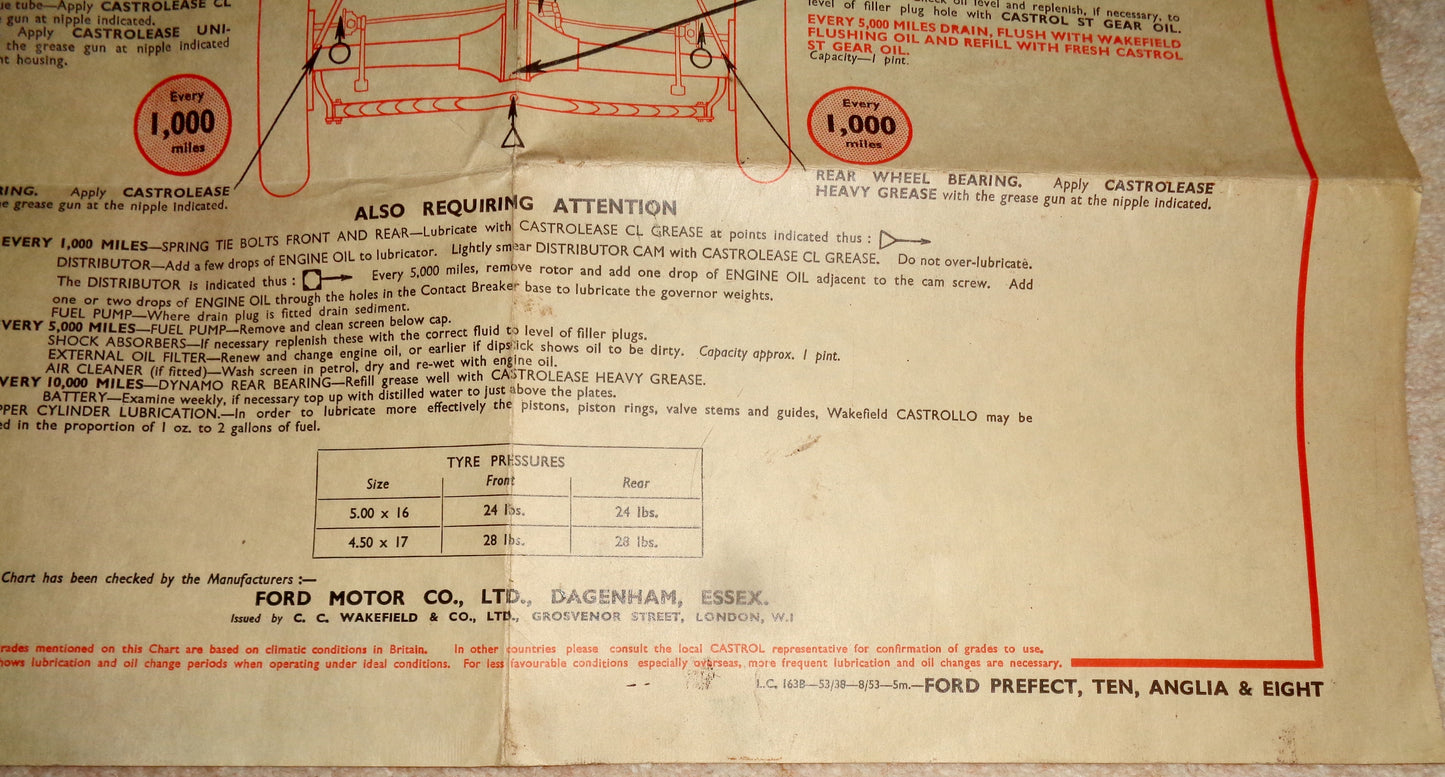 tube—Apply CASTROLEASE CL
gun at nipple indicated.
Apply CASTROLEASE UNI-
the grease gun at the nipple indicated
housing.
Every
1,000
miles
RING. Apply CASTROLEASE
grease gun at the nipple indicated.
oil level and replenish, if necessary, to
level of filler plug hole with CASTROL ST GEAR OIL.
EVERY 5,000 MILES DRAIN, FLUSH WITH WAKEFIELD
FLUSHING OIL AND REFILL WITH FRESH CASTROL
ST GEAR OIL.
Capacity—1 pint.
Every
1,000
miles
REAR WHEEL BEARING. Apply CASTROLEASE
HEAVY GREASE with the grease gun at the nipple indicated.
ALSO REQUIRING ATTENTION
EVERY 1,000 MILES—SPRING TIE BOLTS FRONT AND REAR—Lubricate with CASTROLEASE CL GREASE at points indicated thus :
DISTRIBUTOR—Add a few drops of ENGINE OIL to lubricator. Lightly smear DISTRIBUTOR CAM with CASTROLEASE CL GREASE. Do not over-lubricate.
The DISTRIBUTOR is indicated thus : Every 5,000 miles, remove rotor and add one drop of ENGINE OIL adjacent to the cam screw. Add
one or two drops of ENGINE OIL through the holes in the Contact Breaker base to lubricate the governor weights.
FUEL PUMP—Where drain plug is fitted drain sediment.
VERY 5,000 MILES—FUEL PUMP—Remove and clean screen below cap.
SHOCK ABSORBERS—If necessary replenish these with the correct fluid to level of filler plugs.
EXTERNAL OIL FILTER—Renew and change engine oil, or earlier if dipstick shows oil to be dirty. Capacity approx. 1 pint.
AIR CLEANER (if fitted)—Wash screen in petrol, dry and re-wet with engine oil.
VERY 10,000 MILES—DYNAMO REAR BEARING—Refill grease well with CASTROLEASE HEAVY GREASE.
BATTERY—Examine weekly, if necessary top up with distilled water to just above the plates.
PPER CYLINDER LUBRICATION.—In order to lubricate more effectively the pistons, piston rings, valve stems and guides, Wakefield CASTROLLO may be
ed in the proportion of 1 oz. to 2 gallons of fuel.
TYRE PRESSURES
Size Front Rear
5.00 x 16 24 lbs. 24 lbs.
4.50 x 17 28 lbs. 28 lbs.
Chart has been checked by the Manufacturers :—
FORD MOTOR CO., LTD., DAGENHAM, ESSEX.
Issued by C. C. WAKEFIELD & CO., LTD., GROSVENOR STREET, LONDON, W.1
rades mentioned on this Chart are based on climatic conditions in Britain. In other countries please consult the local CASTROL representative for confirmation of grades to use.
hows lubrication and oil change periods when operating under ideal conditions. For less favourable conditions especially overseas, more frequent lubrication and oil changes are necessary.
L.C. 163B—53/38—8/53—5m.—FORD PREFECT, TEN, ANGLIA & EIGHT